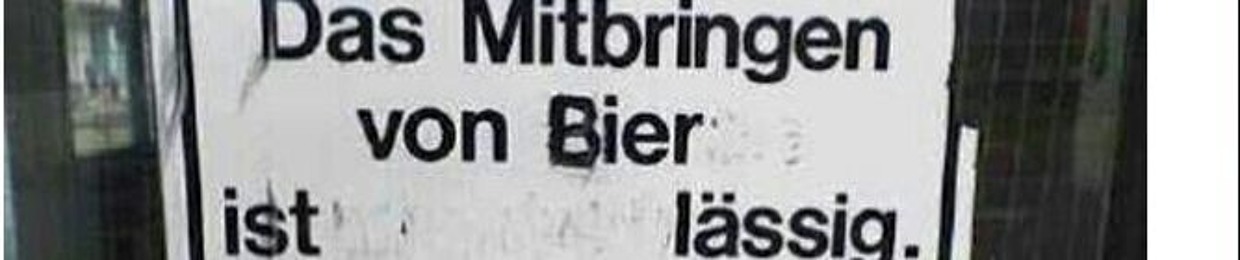 Das Mitbringen
von Bier
ist lässig.